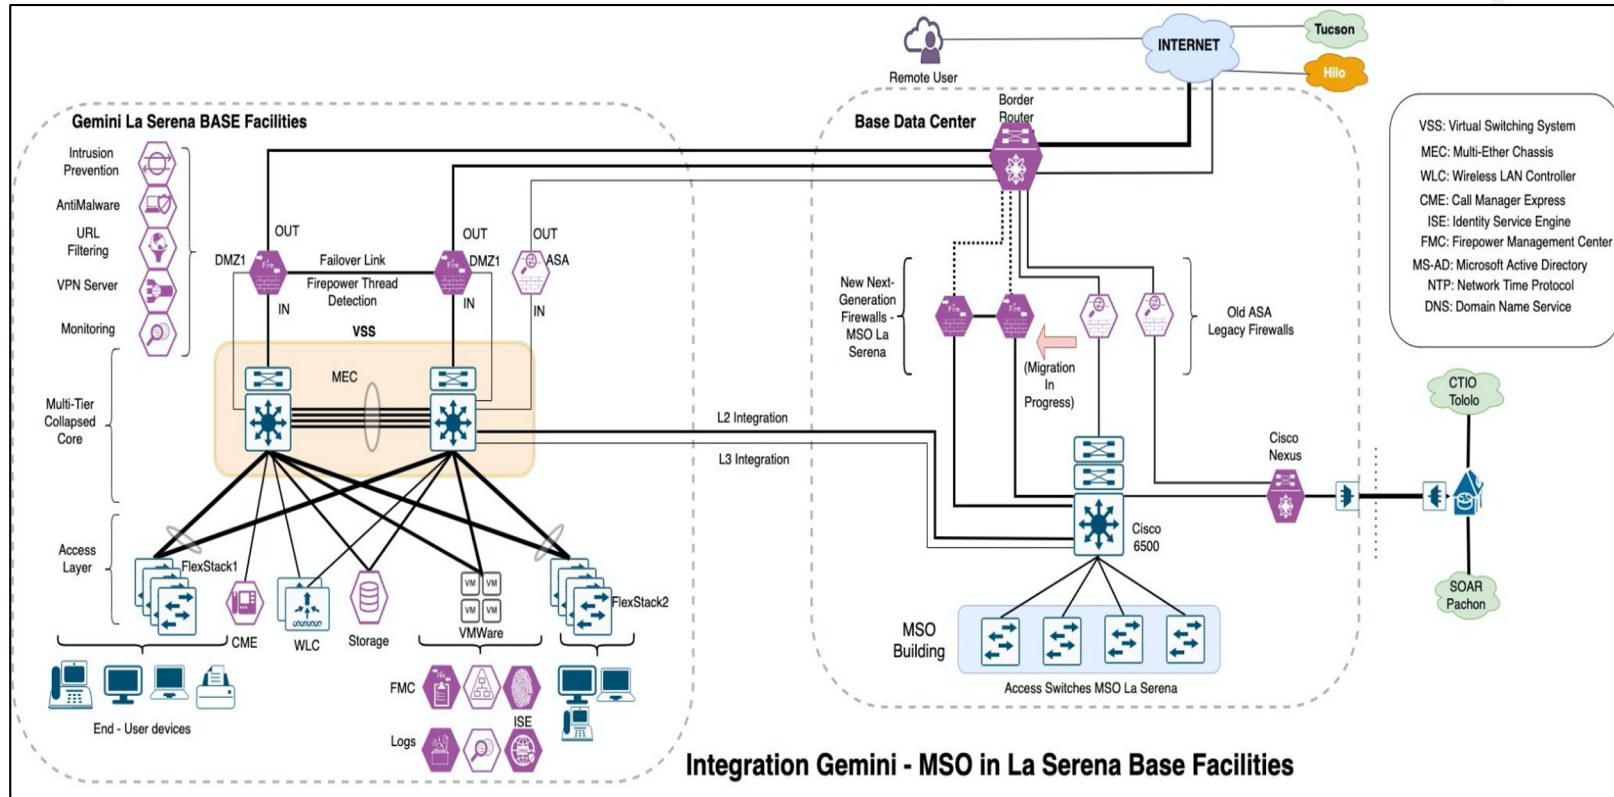 INTERNET
Tucson
Hilo
Remote User
Gemini La Serena BASE Facilities
Intrusion
Prevention
AntiMalware
URL
Filtering
VPN Server
Monitoring
Multi-Tier
Collapsed
Core
Access
Layer
OUT
OUT
OUT
DMZ1
Fire
Failover Link
Firepower Thread
Detection
Fire
DMZ1
ASA
IN
IN
IN
VSS
MEC
FlexStack1
FlexStack2
CME
WLC
Storage
VM
VM
VM
VM
VMWare
End - User devices
FMC
Fire
ISE
Logs
DNS
L2 Integration
L3 Integration
Base Data Center
Border
Router
New Next-
Generation
Firewalls -
MSO La
Serena
Fire
Fire
(Migration
In
Progress)
Old ASA
Legacy Firewalls
Cisco
Nexus
Cisco
6500
MSO
Building
Access Switches MSO La Serena
CTIO
Tololo
SOAR
Pachon
VSS: Virtual Switching System
MEC: Multi-Ether Chassis
WLC: Wireless LAN Controller
CME: Call Manager Express
ISE: Identity Service Engine
FMC: Firepower Management Center
MS-AD: Microsoft Active Directory
NTP: Network Time Protocol
DNS: Domain Name Service
Integration Gemini - MSO in La Serena Base Facilities